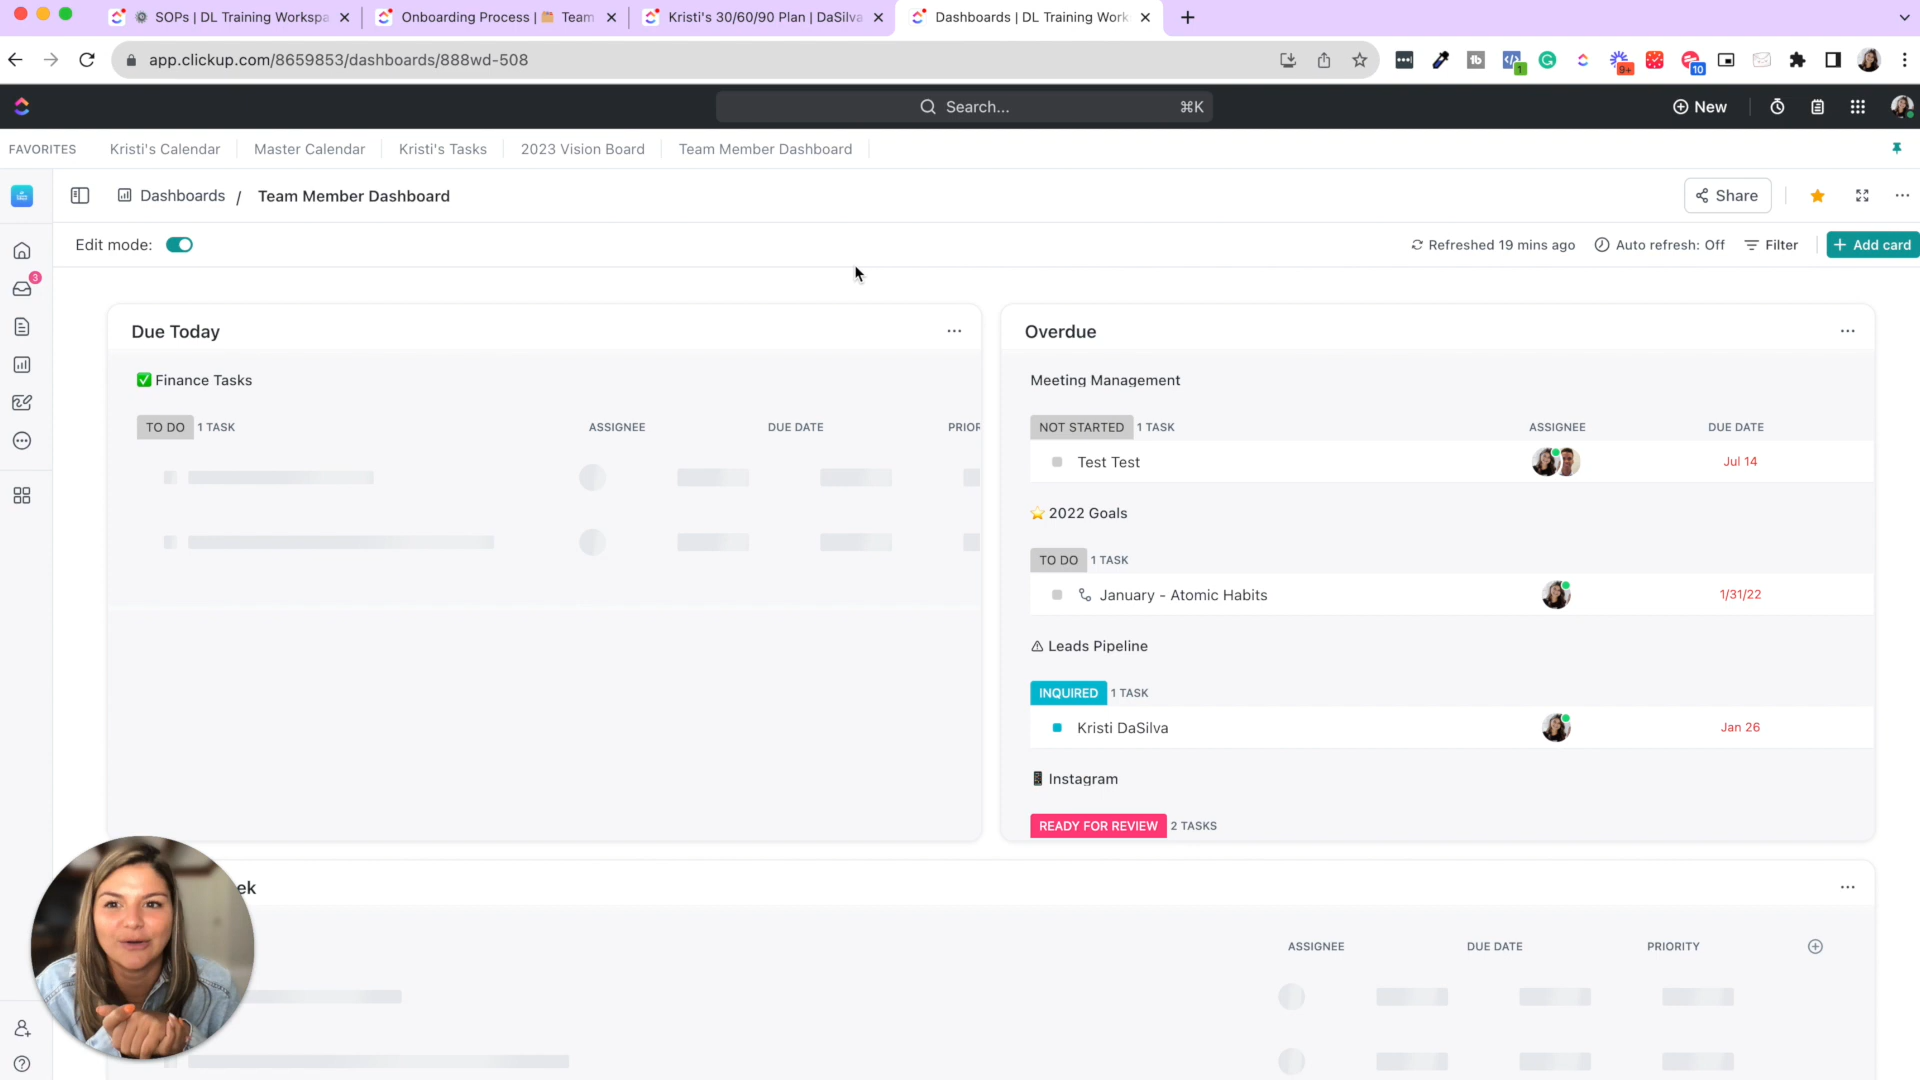 SOPs | DL Training Workspa
Onboarding Process | Team
Kristi's 30/60/90 Plan | DaSilva
Dashboards | DL Training Work
app.clickup.com/8659853/dashboards/888wd-508
1
9+
10
Search...
⌘K
New
FAVORITES
Kristi's Calendar
Master Calendar
Kristi's Tasks
2023 Vision Board
Team Member Dashboard
Dashboards / Team Member Dashboard
Share
Edit mode:
Refreshed 19 mins ago
Auto refresh: Off
Filter
+ Add card
3
Due Today
Finance Tasks
TO DO 1 TASK ASSIGNEE DUE DATE PRIOR
Overdue
Meeting Management
NOT STARTED 1 TASK ASSIGNEE DUE DATE
Test Test Jul 14
2022 Goals
TO DO 1 TASK
January - Atomic Habits 1/31/22
Leads Pipeline
INQUIRED 1 TASK
Kristi DaSilva Jan 26
Instagram
READY FOR REVIEW 2 TASKS
ek
ASSIGNEE DUE DATE PRIORITY